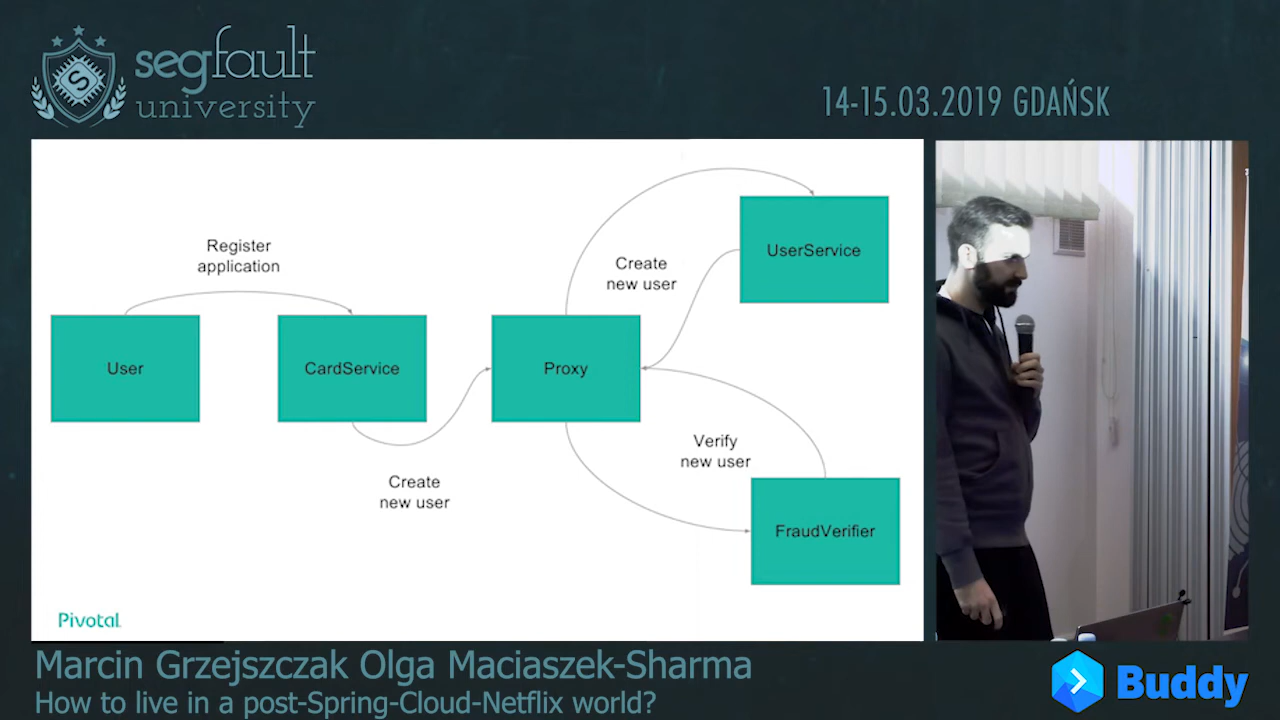 segfault
university
14-15.03.2019 GDAŃSK
Register
application
User
CardService
Create
new user
Proxy
Create
new user
UserService
Verify
new user
FraudVerifier
Pivotal
Marcin Grzejszczak Olga Maciaszek-Sharma
How to live in a post-Spring-Cloud-Netflix world?
Buddy